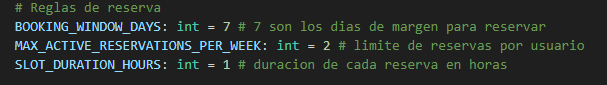 # Reglas de reserva
BOOKING_WINDOW_DAYS: int = 7 # 7 son los dias de margen para reservar
MAX_ACTIVE_RESERVATIONS_PER_WEEK: int = 2 # limite de reservas por usuario
SLOT_DURATION_HOURS: int = 1 # duracion de cada reserva en horas